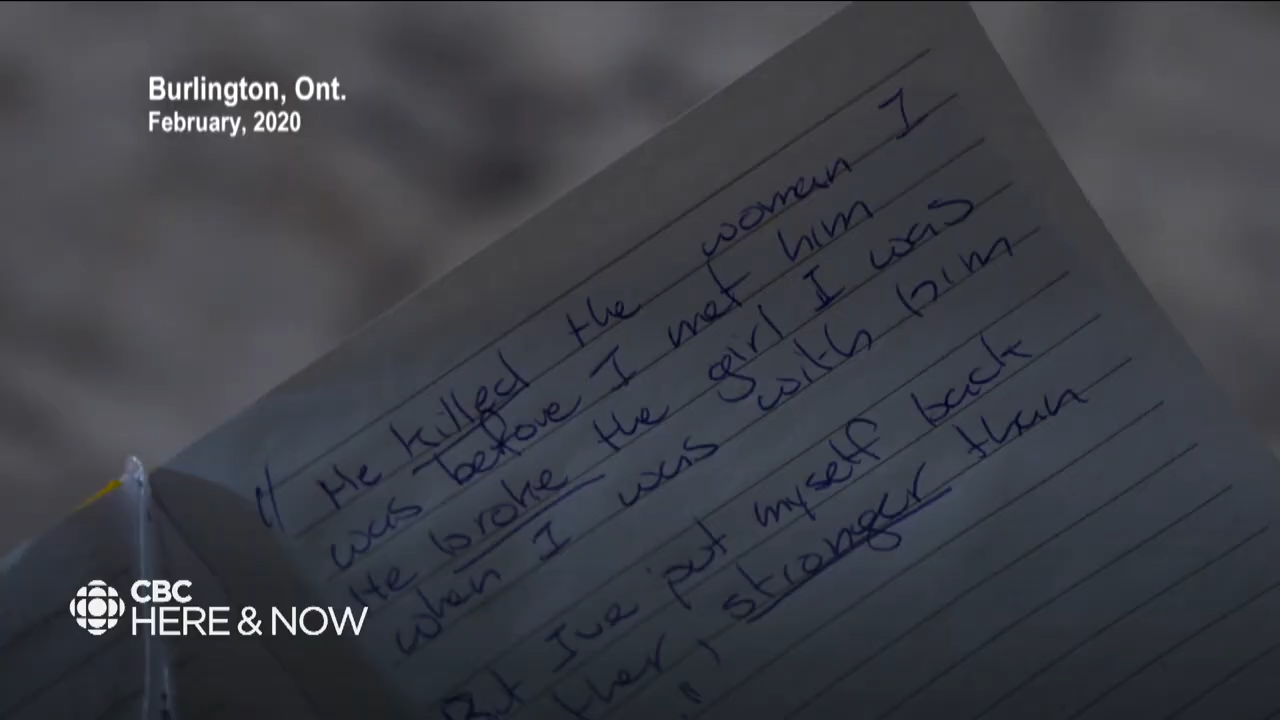 Burlington, Ont.
February, 2020
" He killed the woman I
was before I met him
He broke the girl I was
when I was with him
But I've put myself back
ther, stronger than
"
CBC
HERE & NOW